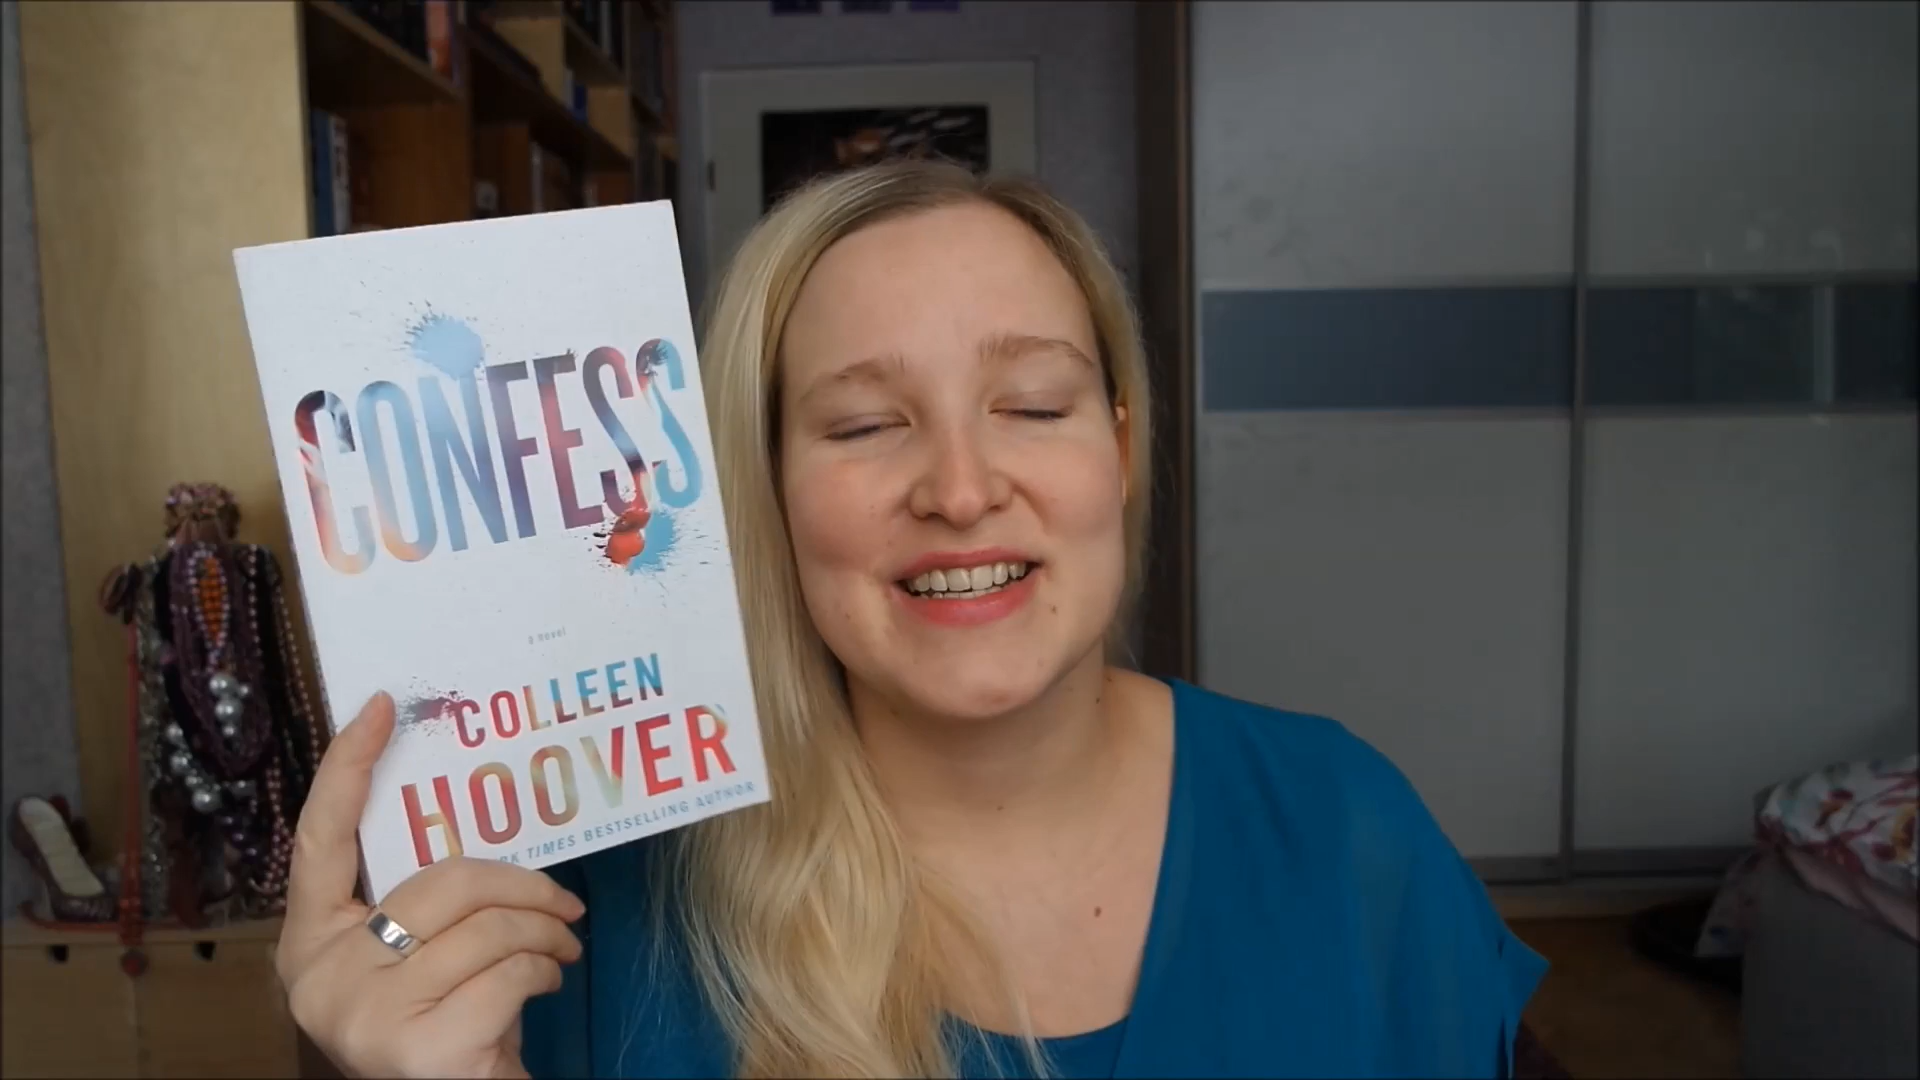 CONFESS
a novel
COLLEEN
HOOVER
TIMES BESTSELLING AUTHOR